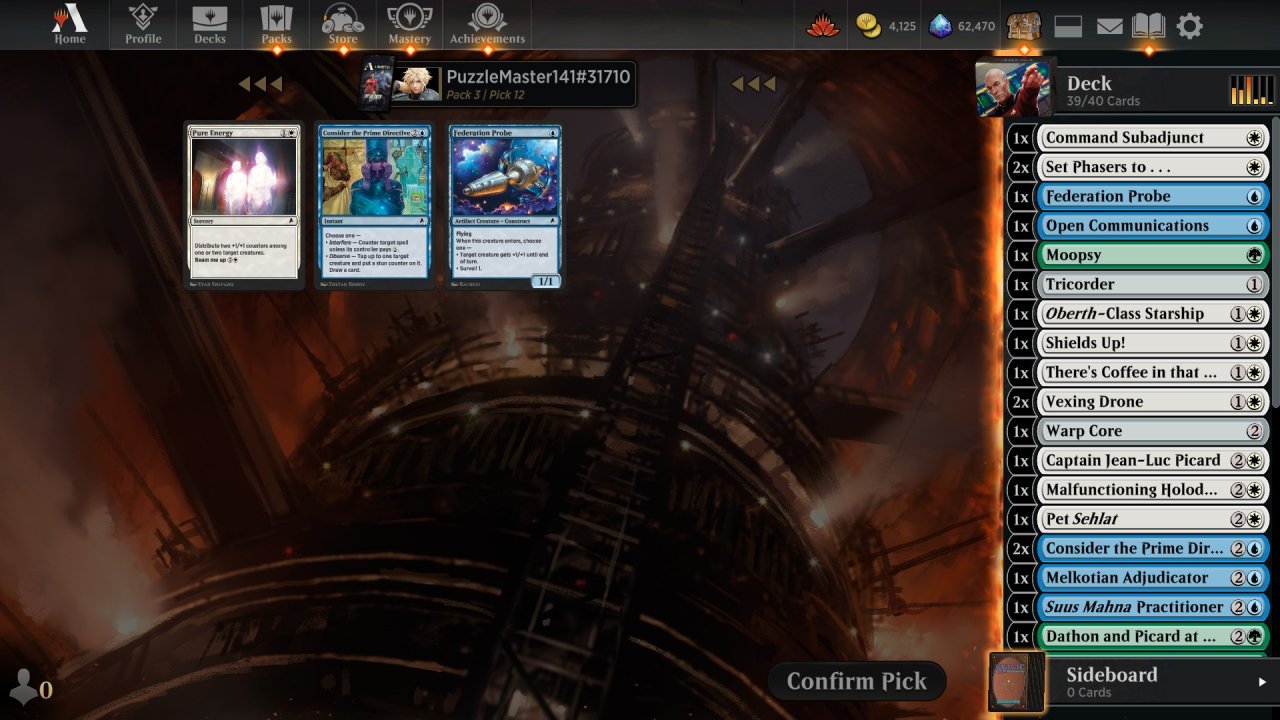 Home
Profile
Decks
Packs
Store
Mastery
Achievements
4,125
62,470
PuzzleMaster141#31710
Pack 3 | Pick 12
Deck
39/40 Cards
Pure Energy
Sorcery
Distribute two +1/+1 counters among
one or two target creatures.
Beam me up
Consider the Prime Directive 2
Instant
Choose one —
• Interfere — Counter target spell
unless its controller pays
• Observe — Tap up to one target
creature and put a stun counter on it.
Draw a card.
Federation Probe
Artifact Creature – Construct
Flying
When this creature enters, choose
one —
• Target creature gets +1/+1 until end
of turn.
• Surveil 1.
1/1
1x Command Subadjunct
2x Set Phasers to . . .
1x Federation Probe
1x Open Communications
1x Moopsy
1x Tricorder 1
1x Oberth-Class Starship 1
1x Shields Up! 1
1x There's Coffee in that ... 1
2x Vexing Drone 1
1x Warp Core 2
1x Captain Jean-Luc Picard 2
1x Malfunctioning Holod... 2
1x Pet Sehlat 2
2x Consider the Prime Dir... 2
1x Melkotian Adjudicator 2
1x Suus Mahna Practitioner 2
1x Dathon and Picard at ... 2
0
Confirm Pick
Sideboard
0 Cards